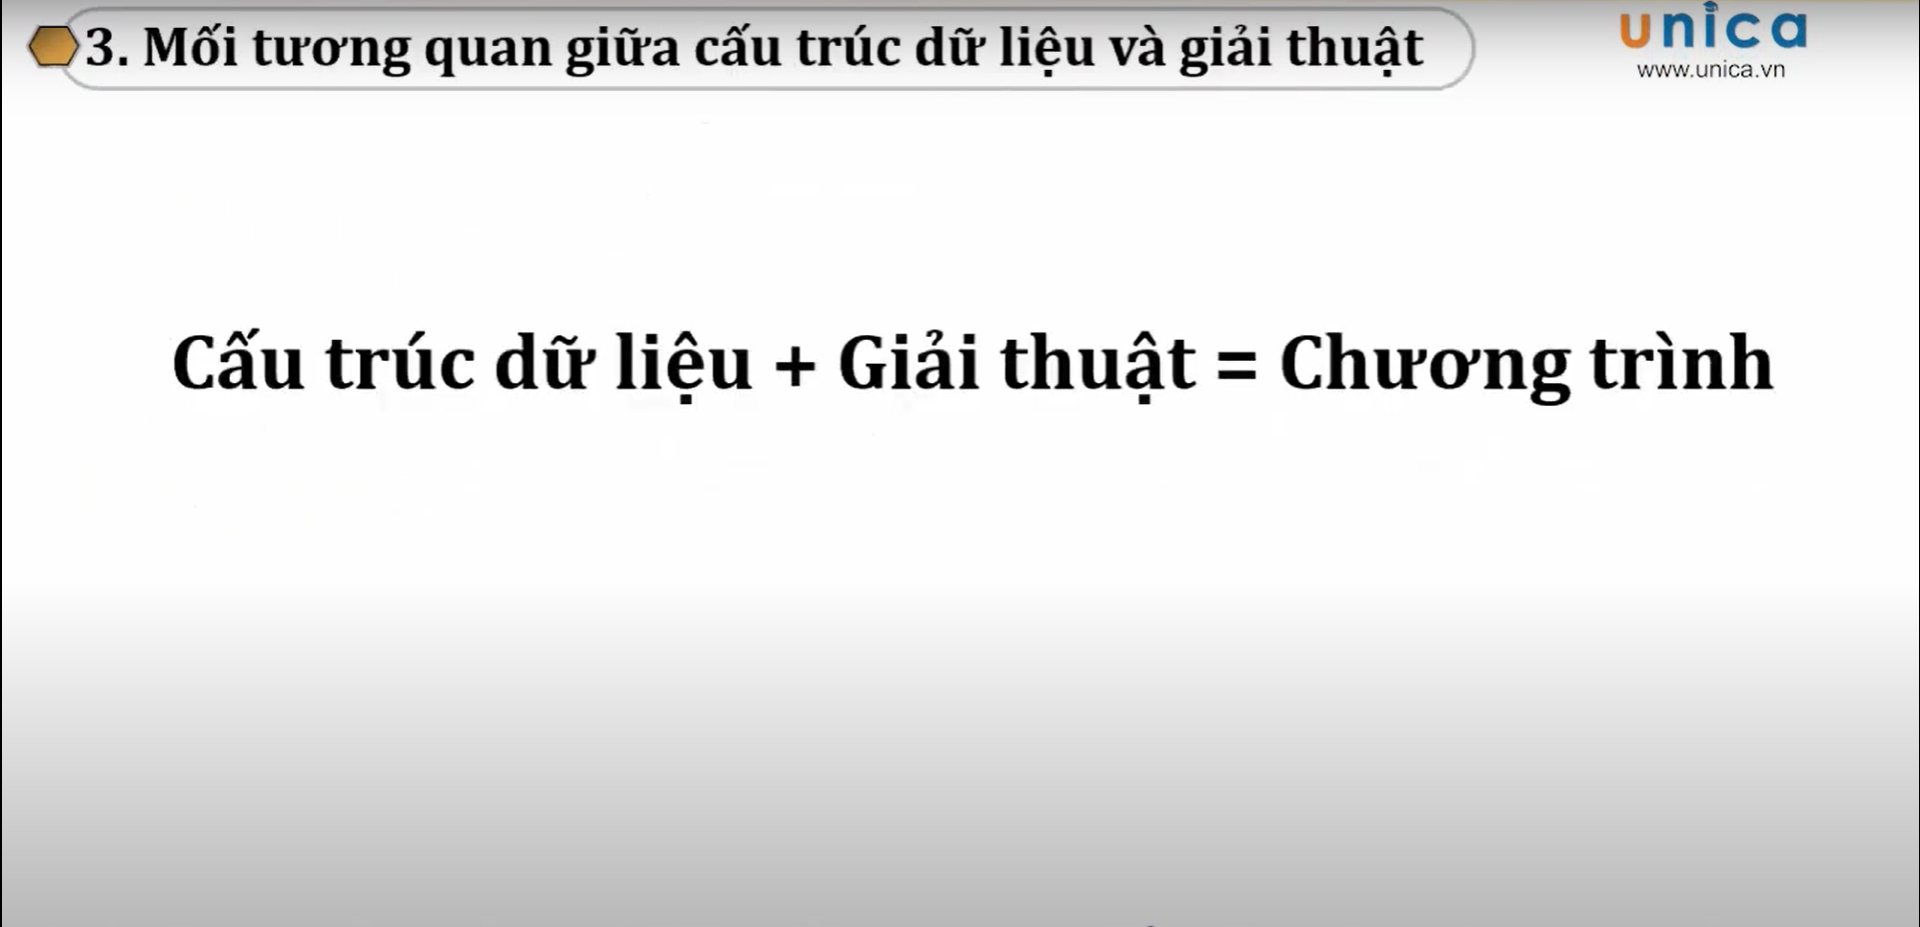 3. Mối tương quan giữa cấu trúc dữ liệu và giải thuật
unica
www.unica.vn
Cấu trúc dữ liệu + Giải thuật = Chương trình